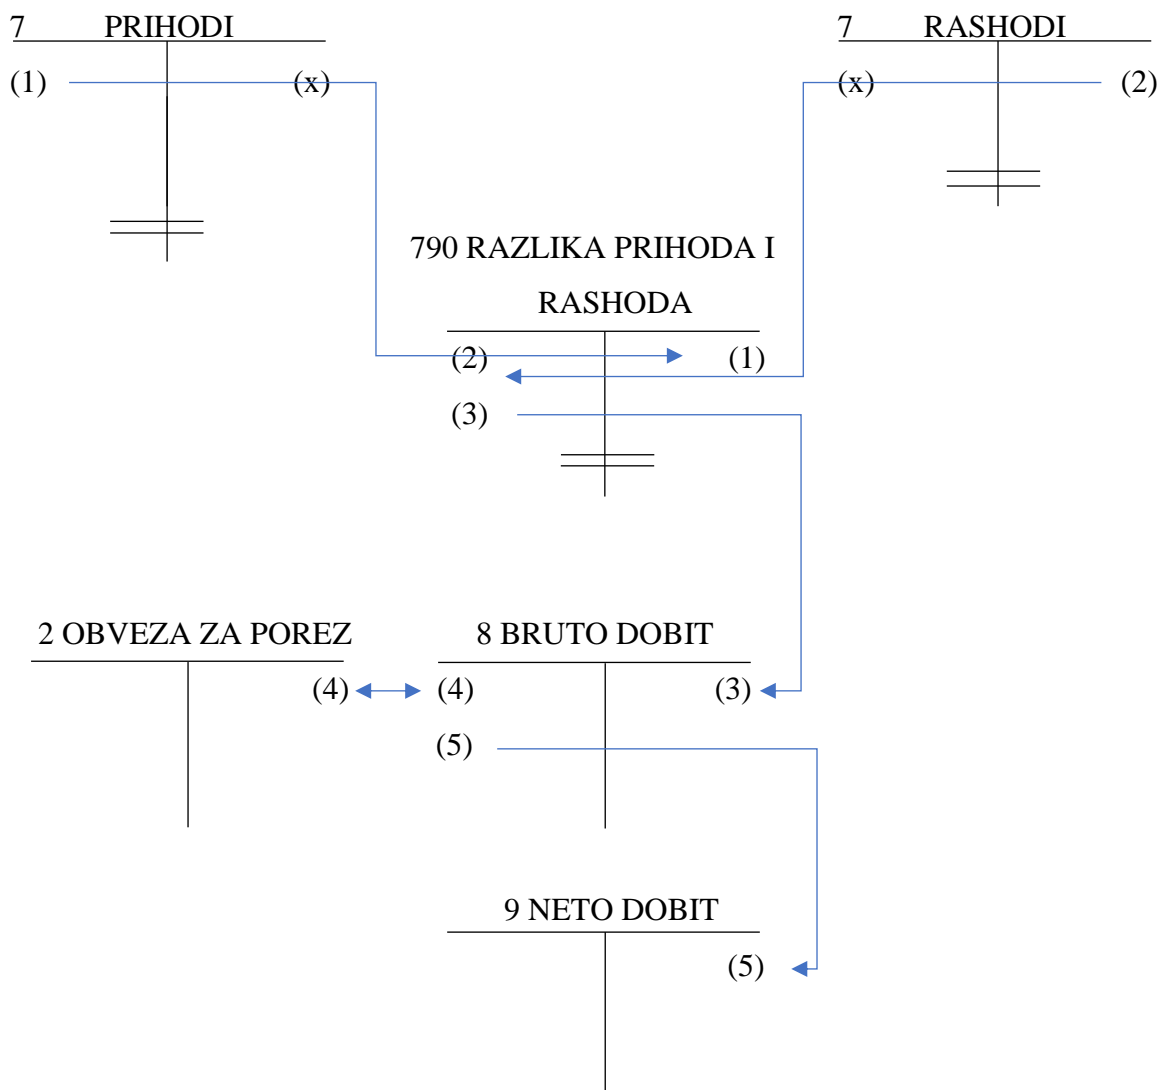 7 PRIHODI
7 RASHODI
(1) (x)
(x) (2)
790 RAZLIKA PRIHODA I
RASHODA
(2) (1)
(3)
2 OBVEZA ZA POREZ
8 BRUTO DOBIT
(4)
(4) (3)
(5)
9 NETO DOBIT
(5)